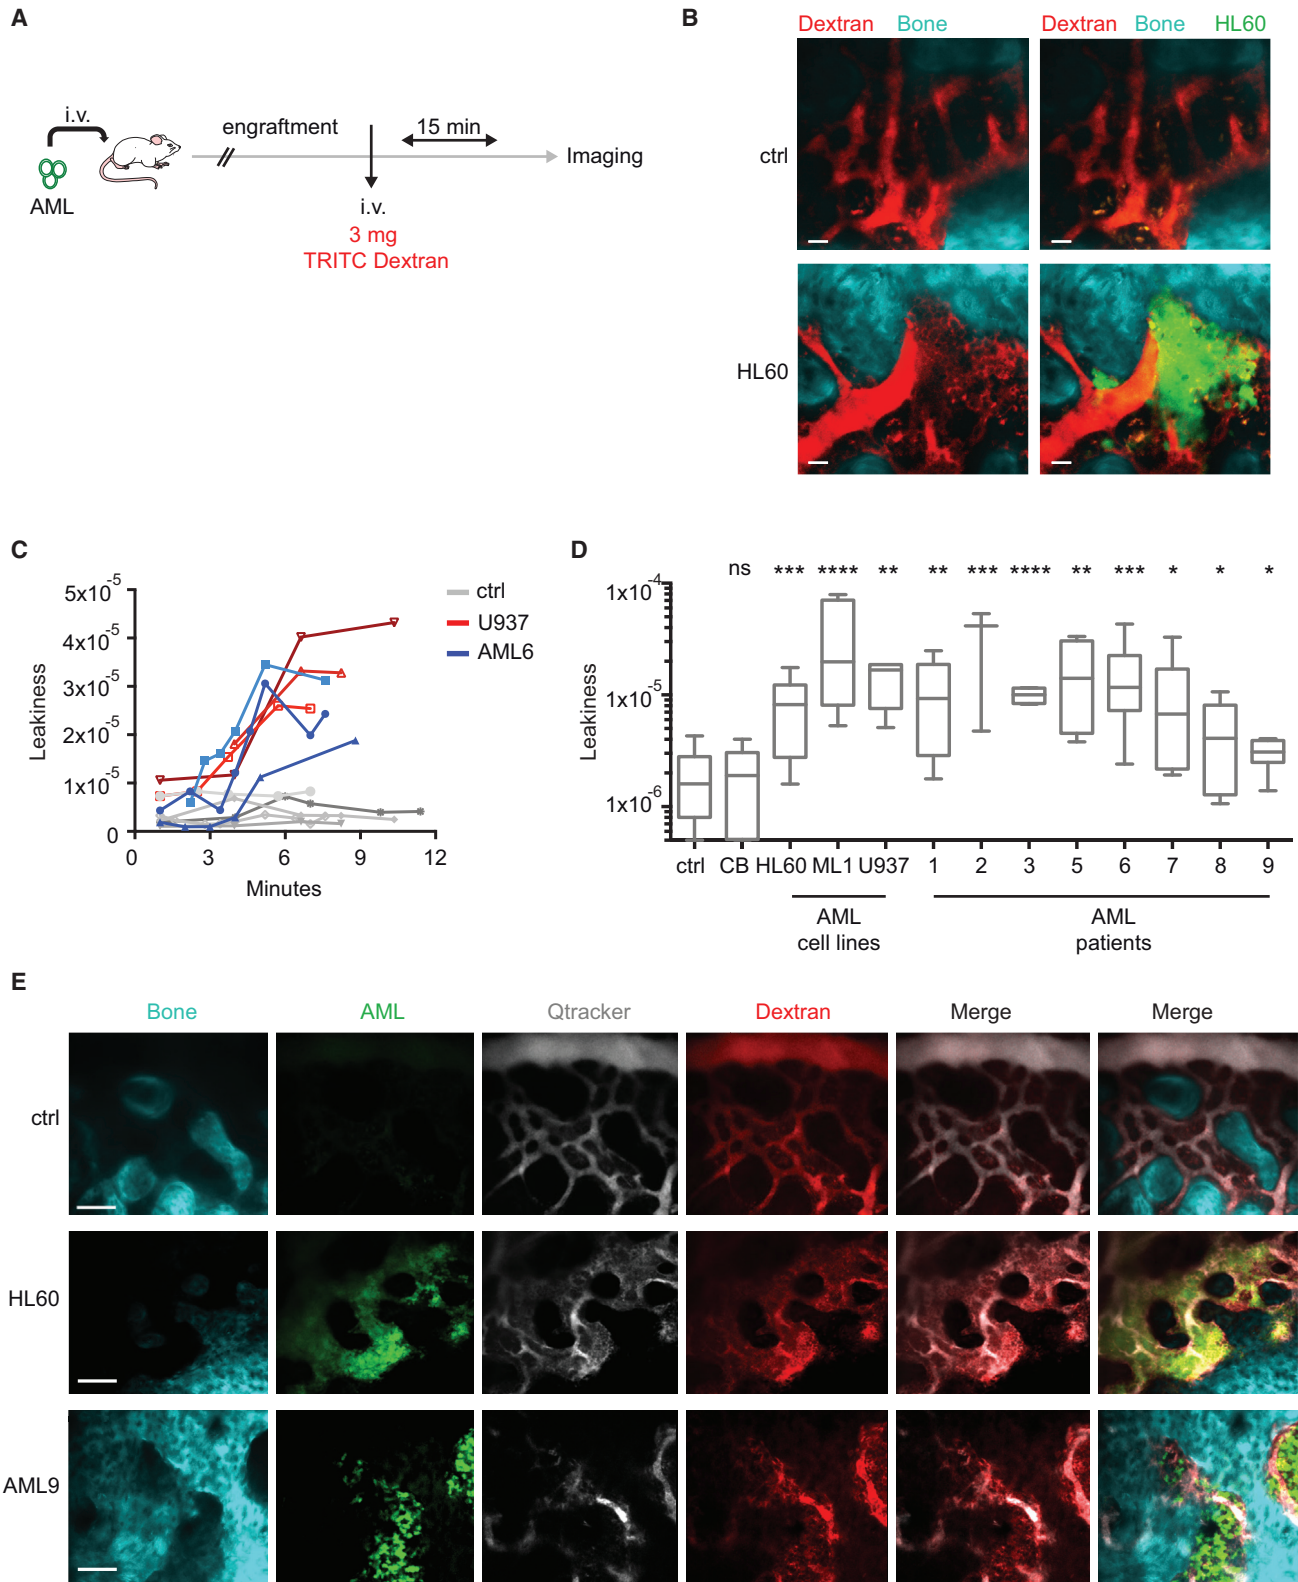 A
i.v.
AML
engraftment
15 min
Imaging
i.v.
3 mg
TRITC Dextran
B
Dextran Bone
Dextran Bone HL60
ctrl
HL60
C
5x10-5
4x10-5
3x10-5
2x10-5
1x10-5
0
Leakiness
0 3 6 9 12
Minutes
ctrl
U937
AML6
D
ns *** **** ** ** *** **** ** *** * * *
1x10-4
1x10-5
1x10-6
Leakiness
ctrl CB HL60 ML1 U937 1 2 3 5 6 7 8 9
AML
cell lines
AML
patients
E
Bone AML Qtracker Dextran Merge Merge
ctrl
HL60
AML9